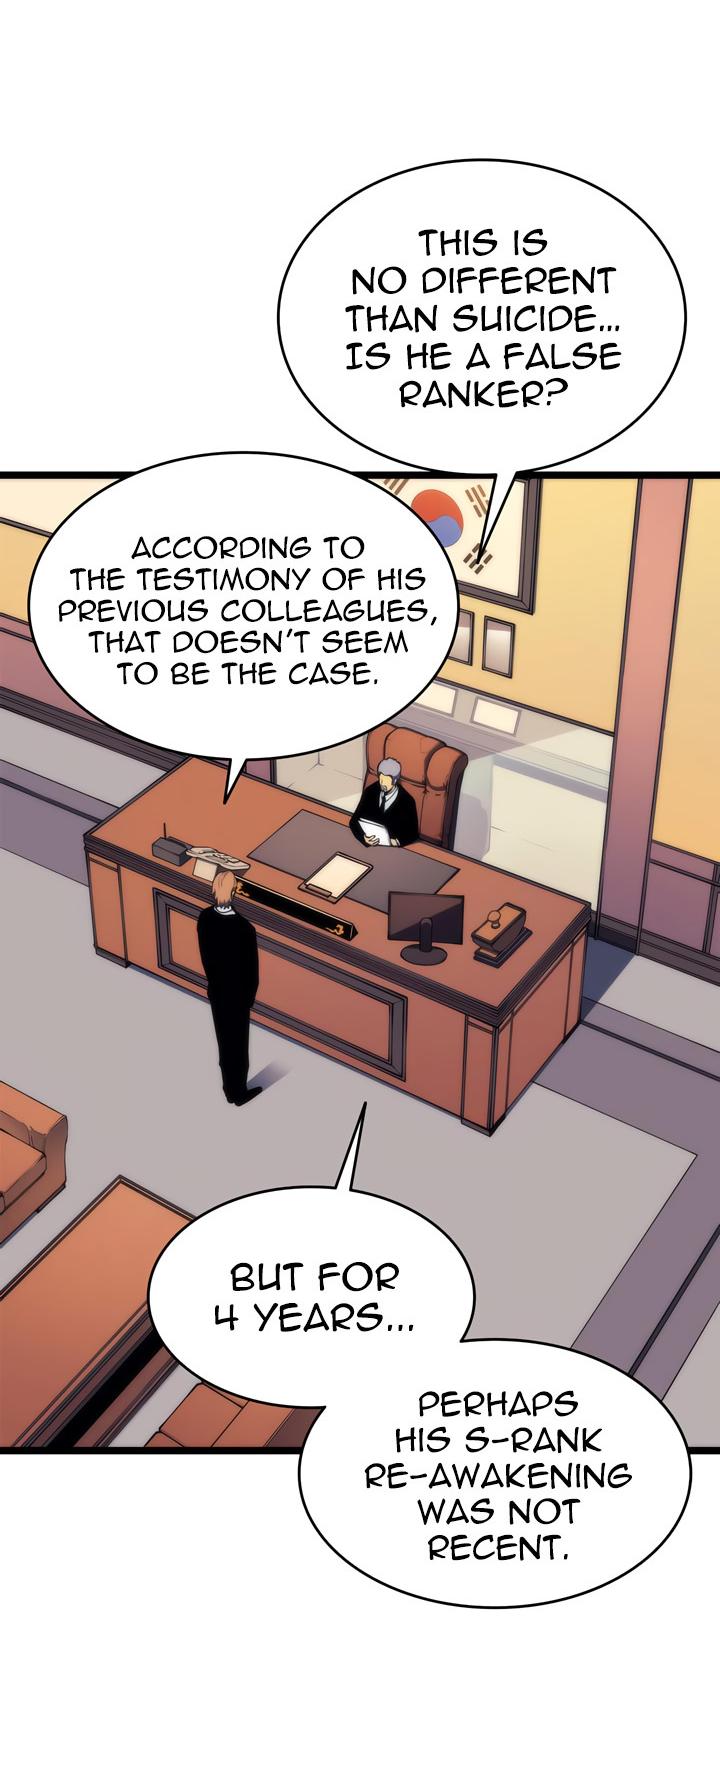 THIS IS
NO DIFFERENT
THAN SUICIDE...
IS HE A FALSE
RANKER?
ACCORDING TO
THE TESTIMONY OF HIS
PREVIOUS COLLEAGUES,
THAT DOESN'T SEEM
TO BE THE CASE.
BUT FOR
4 YEARS...
PERHAPS
HIS S-RANK
RE-AWAKENING
WAS NOT
RECENT.